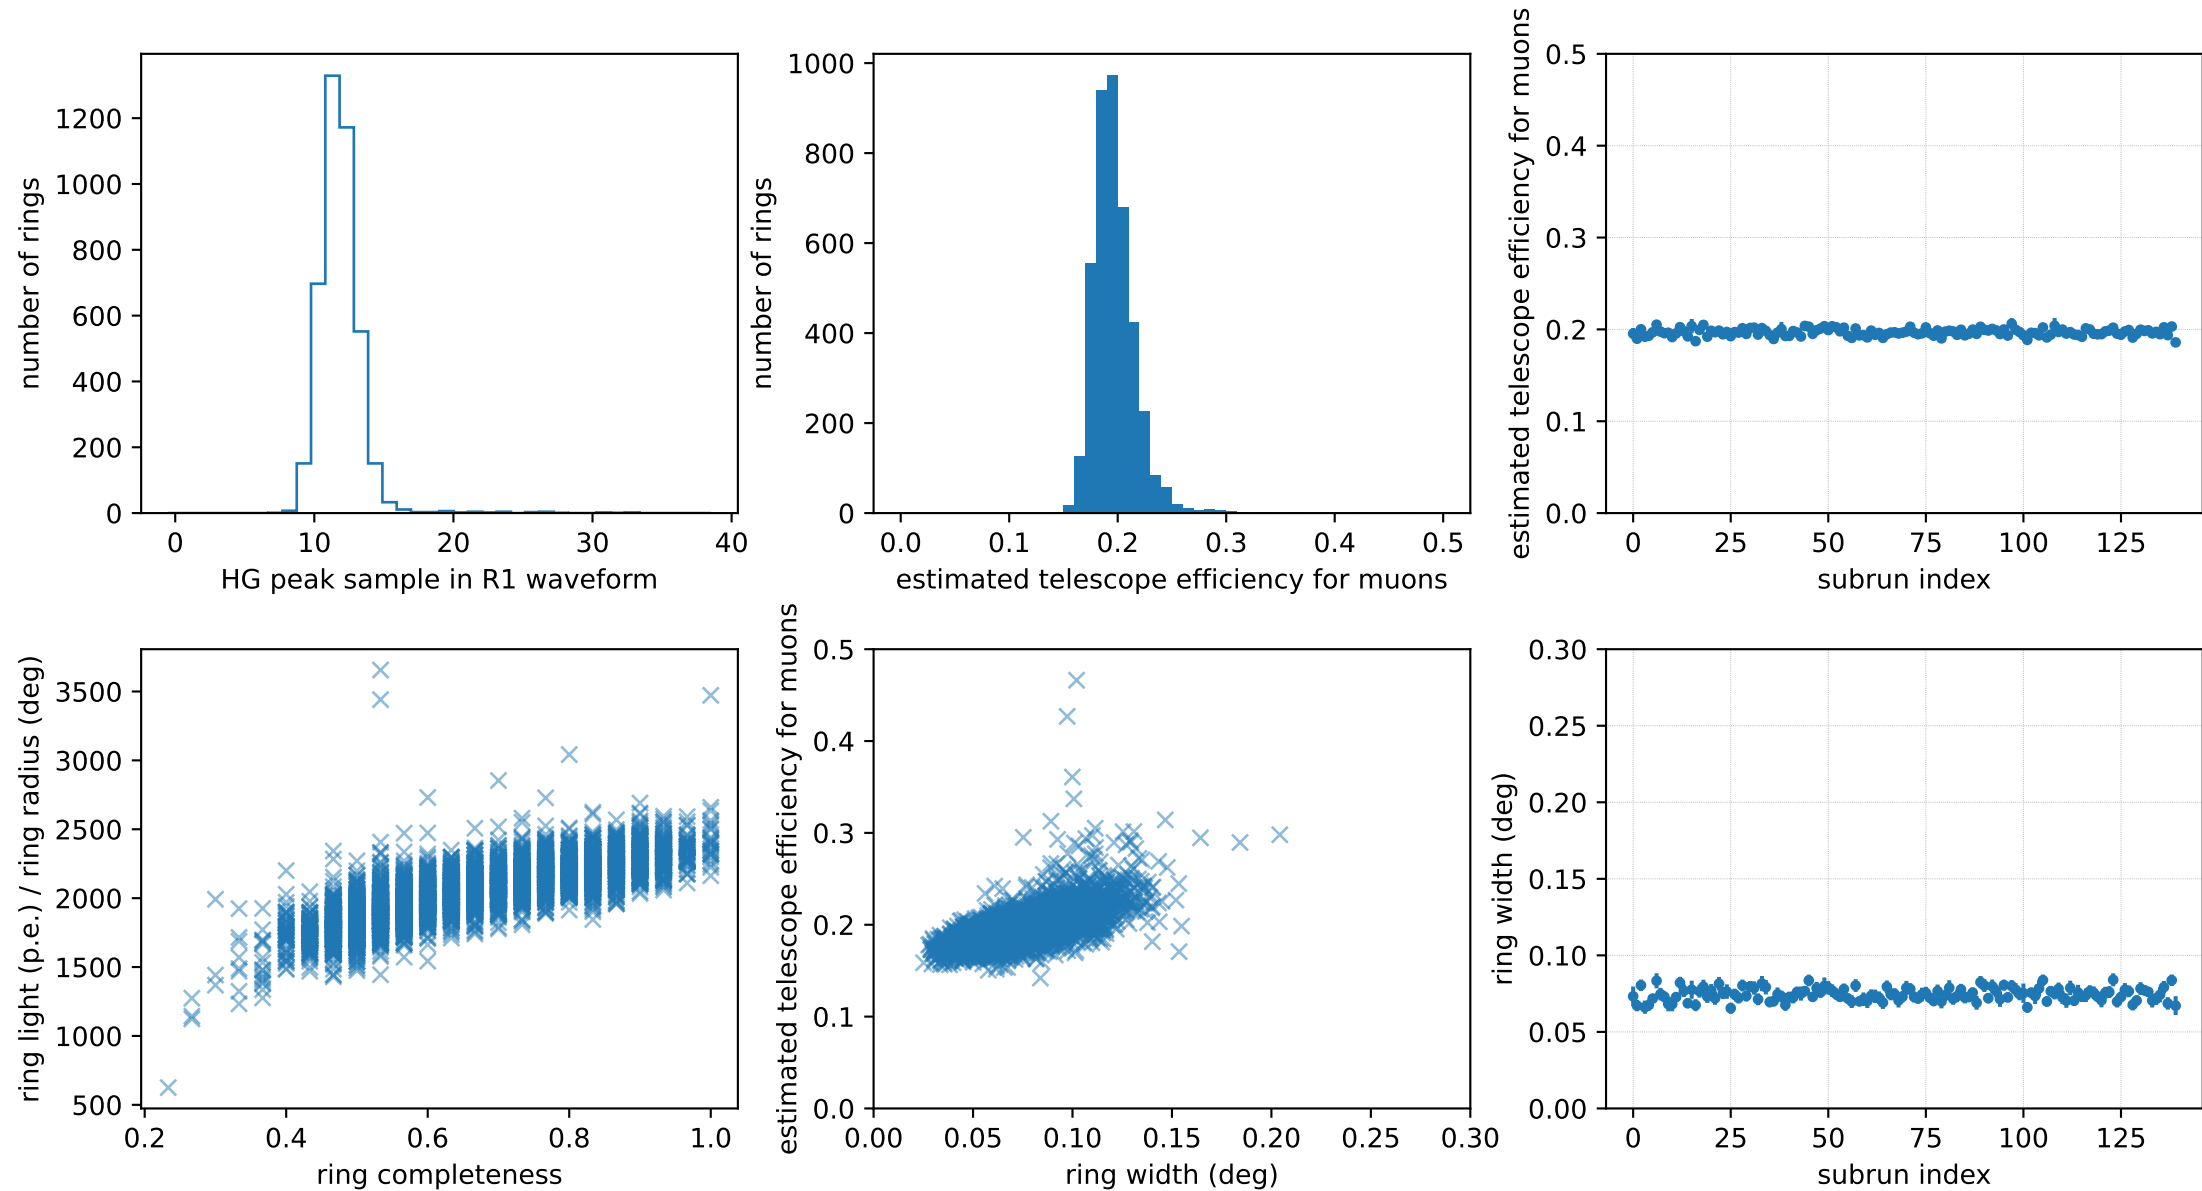 number of rings
1200
1000
800
600
400
200
0
0 10 20 30 40
HG peak sample in R1 waveform
number of rings
1000
800
600
400
200
0
0.0 0.1 0.2 0.3 0.4 0.5
estimated telescope efficiency for muons
estimated telescope efficiency for muons
0.5
0.4
0.3
0.2
0.1
0.0
0 25 50 75 100 125
subrun index
ring light (p.e.) / ring radius (deg)
3500
3000
2500
2000
1500
1000
500
0.2 0.4 0.6 0.8 1.0
ring completeness
estimated telescope efficiency for muons
0.5
0.4
0.3
0.2
0.1
0.0
0.00 0.05 0.10 0.15 0.20 0.25 0.30
ring width (deg)
ring width (deg)
0.30
0.25
0.20
0.15
0.10
0.05
0.00
0 25 50 75 100 125
subrun index